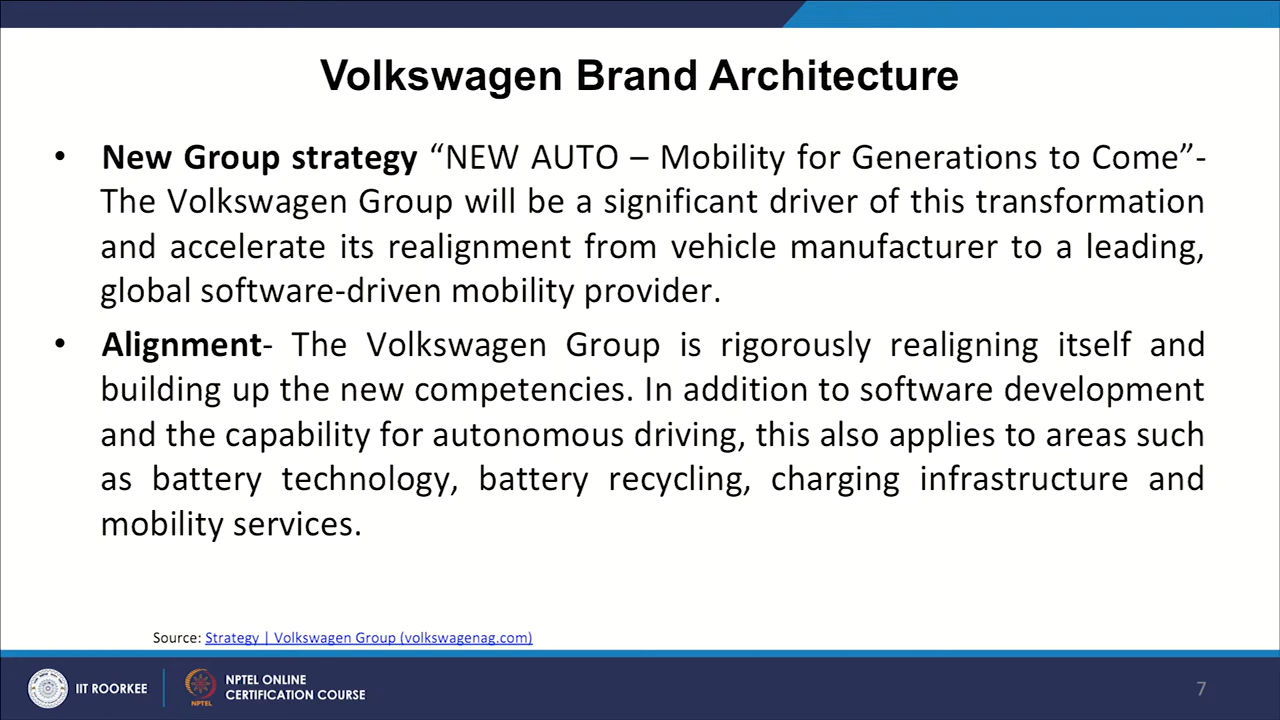 Volkswagen Brand Architecture
• New Group strategy “NEW AUTO – Mobility for Generations to Come”-
The Volkswagen Group will be a significant driver of this transformation
and accelerate its realignment from vehicle manufacturer to a leading,
global software-driven mobility provider.
• Alignment- The Volkswagen Group is rigorously realigning itself and
building up the new competencies. In addition to software development
and the capability for autonomous driving, this also applies to areas such
as battery technology, battery recycling, charging infrastructure and
mobility services.
Source: Strategy | Volkswagen Group (volkswagenag.com)
IIT ROORKEE
NPTEL
NPTEL ONLINE
CERTIFICATION COURSE
7